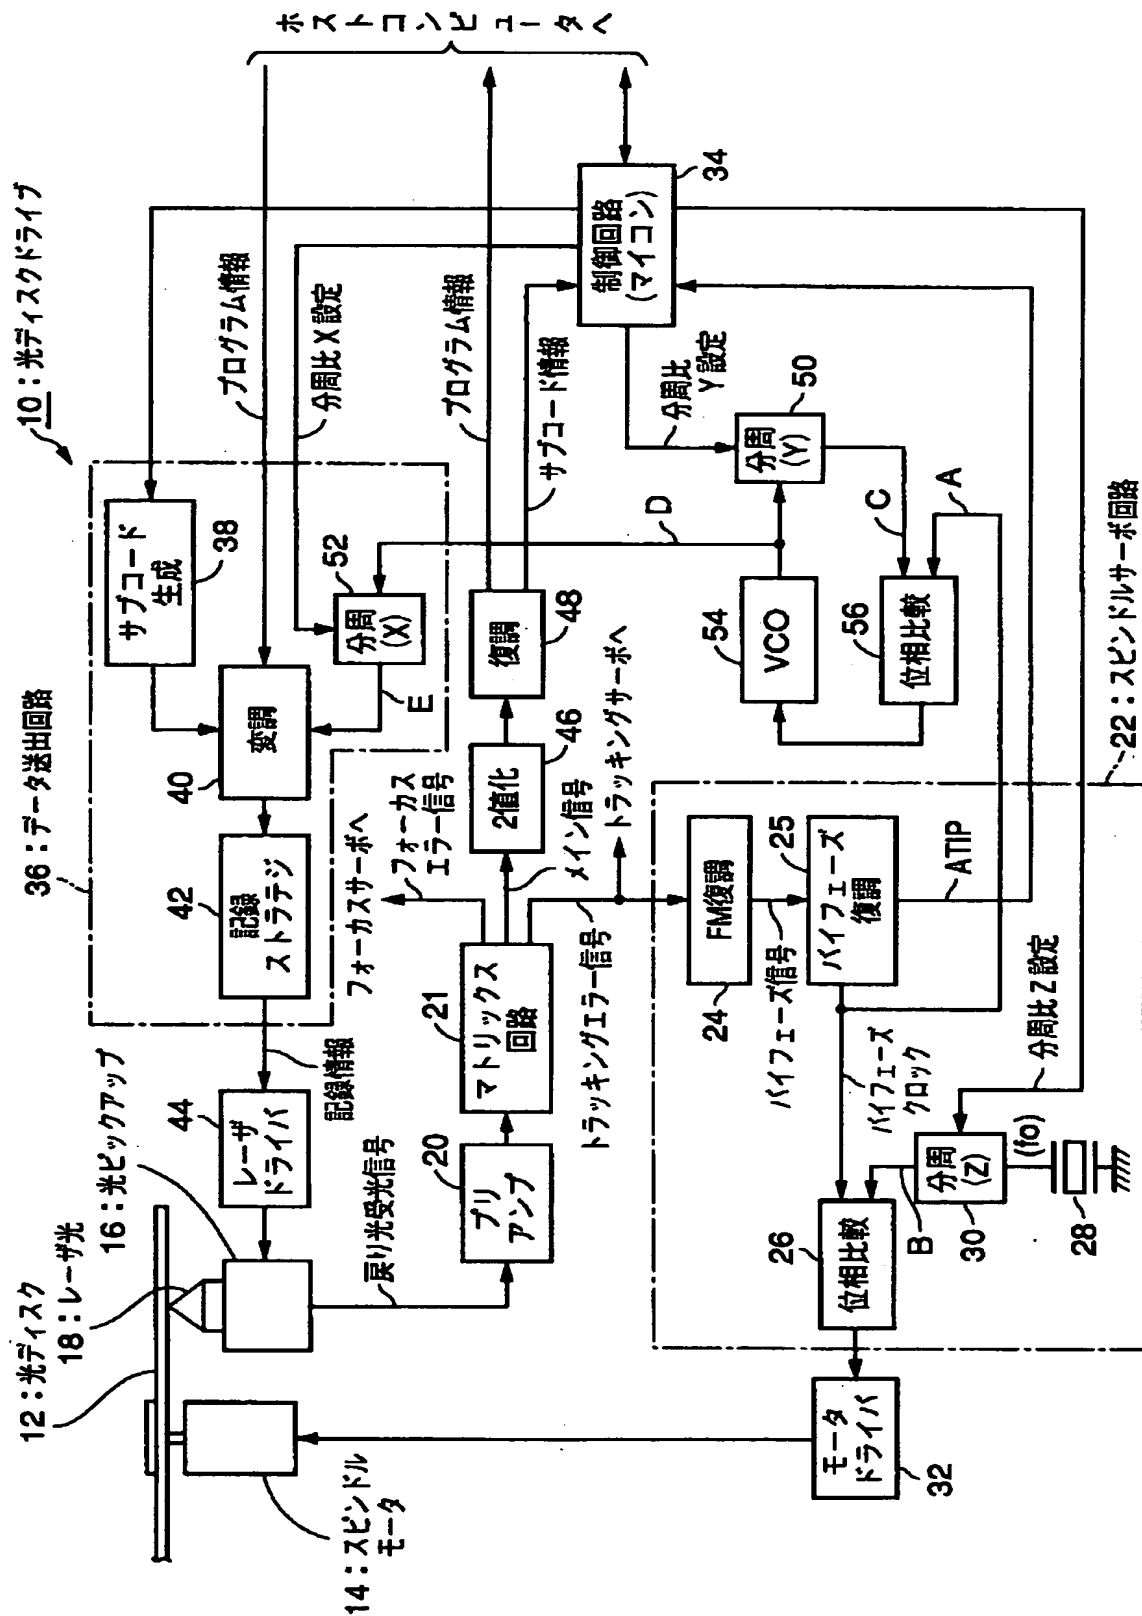 10：光ディスクドライブ
36：データ送出回路
12：光ディスク
18：レーザ光
16：光ピックアップ
14：スピンドル
モータ
44
レーザ
ドライバ
記録情報
42
記録
ストラテジ
40
変調
サブコード
生成
38
52
分周
(X)
E
プログラム情報
分周比X設定
ホストコンピュータへ
戻り光受光信号
20
プリ
アンプ
21
マトリックス
回路
フォーカスサーボへ
フォーカス
エラー信号
2値化
46
復調
48
メイン信号
トラッキングサーボへ
トラッキングエラー信号
プログラム情報
サブコード情報
制御回路
(マイコン)
34
分周比
Y設定
分周
(Y)
50
D
C
A
54
VCO
56
位相比較
22：スピンドルサーボ回路
FM復調
24
バイフェーズ信号
25
バイフェーズ
復調
ATIP
バイフェーズ
クロック
分周比Z設定
26
位相比較
B
分周
(Z)
30
(fo)
28
モータ
ドライバ
32